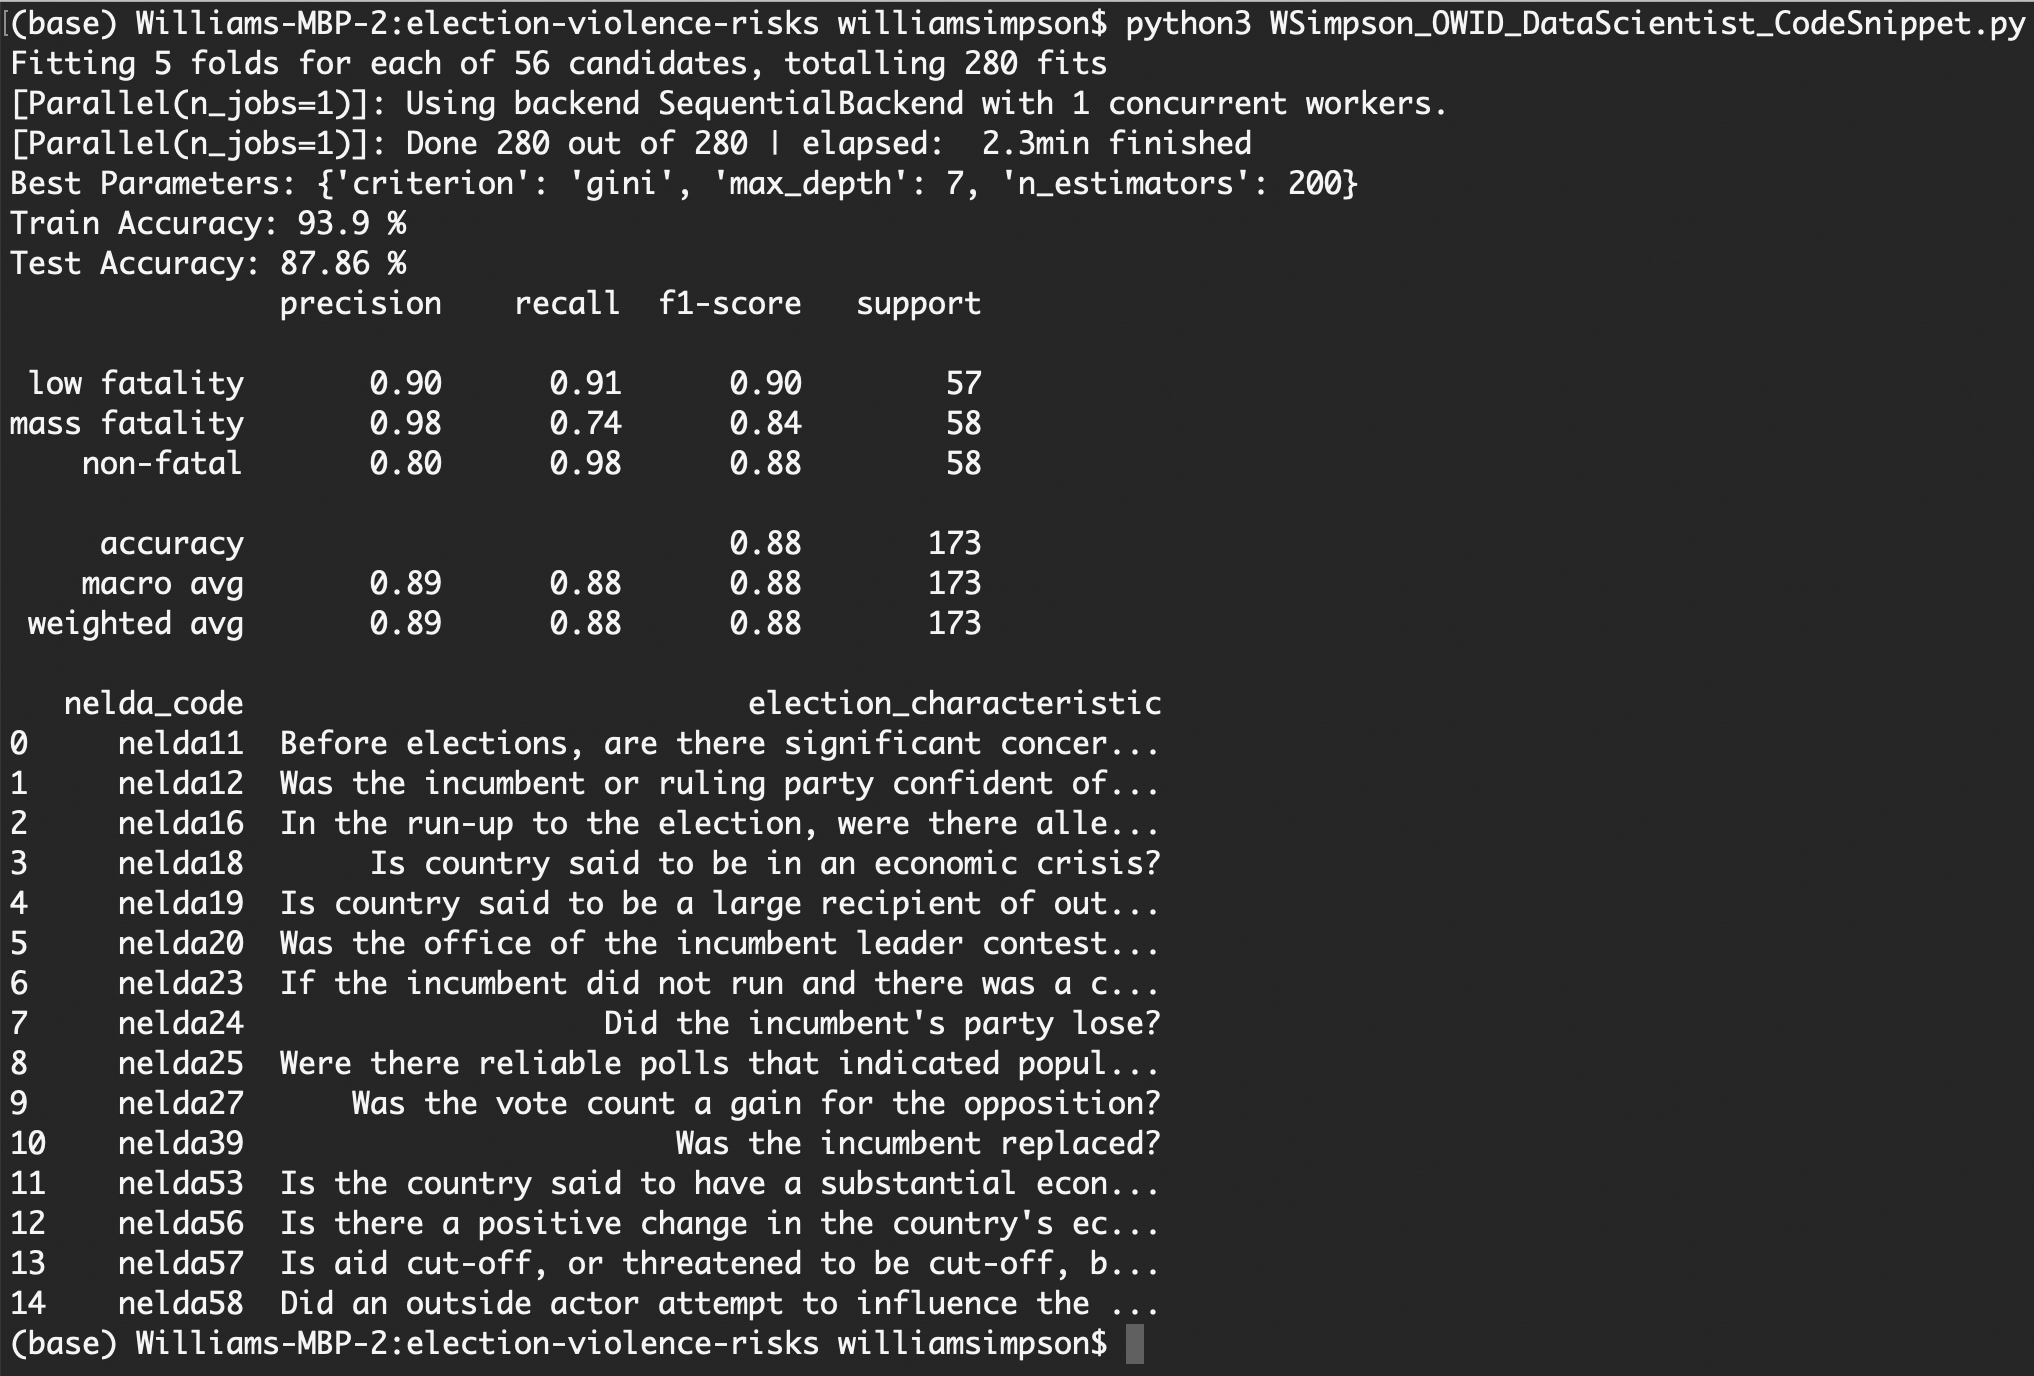 (base) Williams-MBP-2:election-violence-risks williamsimpson$ python3 WSimpson_OWID_DataScientist_CodeSnippet.py
Fitting 5 folds for each of 56 candidates, totalling 280 fits
[Parallel(n_jobs=1)]: Using backend SequentialBackend with 1 concurrent workers.
[Parallel(n_jobs=1)]: Done 280 out of 280 | elapsed:  2.3min finished
Best Parameters: {'criterion': 'gini', 'max_depth': 7, 'n_estimators': 200}
Train Accuracy: 93.9 %
Test Accuracy: 87.86 %
               precision    recall  f1-score   support

 low fatality       0.90      0.91      0.90        57
mass fatality       0.98      0.74      0.84        58
    non-fatal       0.80      0.98      0.88        58

     accuracy                           0.88       173
    macro avg       0.89      0.88      0.88       173
 weighted avg       0.89      0.88      0.88       173

   nelda_code                            election_characteristic
0     nelda11  Before elections, are there significant concer...
1     nelda12  Was the incumbent or ruling party confident of...
2     nelda16  In the run-up to the election, were there alle...
3     nelda18       Is country said to be in an economic crisis?
4     nelda19  Is country said to be a large recipient of out...
5     nelda20  Was the office of the incumbent leader contest...
6     nelda23  If the incumbent did not run and there was a c...
7     nelda24                    Did the incumbent's party lose?
8     nelda25  Were there reliable polls that indicated popul...
9     nelda27      Was the vote count a gain for the opposition?
10    nelda39                        Was the incumbent replaced?
11    nelda53  Is the country said to have a substantial econ...
12    nelda56  Is there a positive change in the country's ec...
13    nelda57  Is aid cut-off, or threatened to be cut-off, b...
14    nelda58  Did an outside actor attempt to influence the ...
(base) Williams-MBP-2:election-violence-risks williamsimpson$